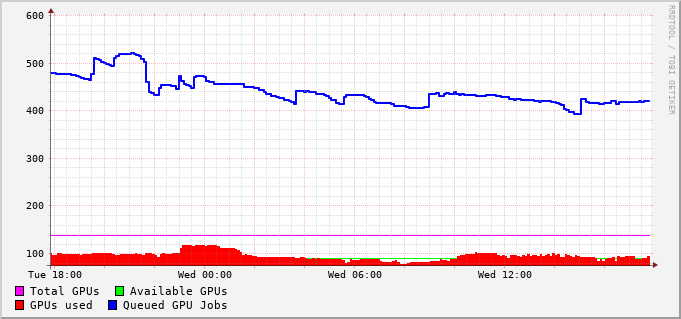 600
500
400
300
200
100
Tue 18:00 Wed 00:00 Wed 06:00 Wed 12:00
Total GPUs Available GPUs
GPUs used Queued GPU Jobs
RRDTOOL / TOBI OETIKER